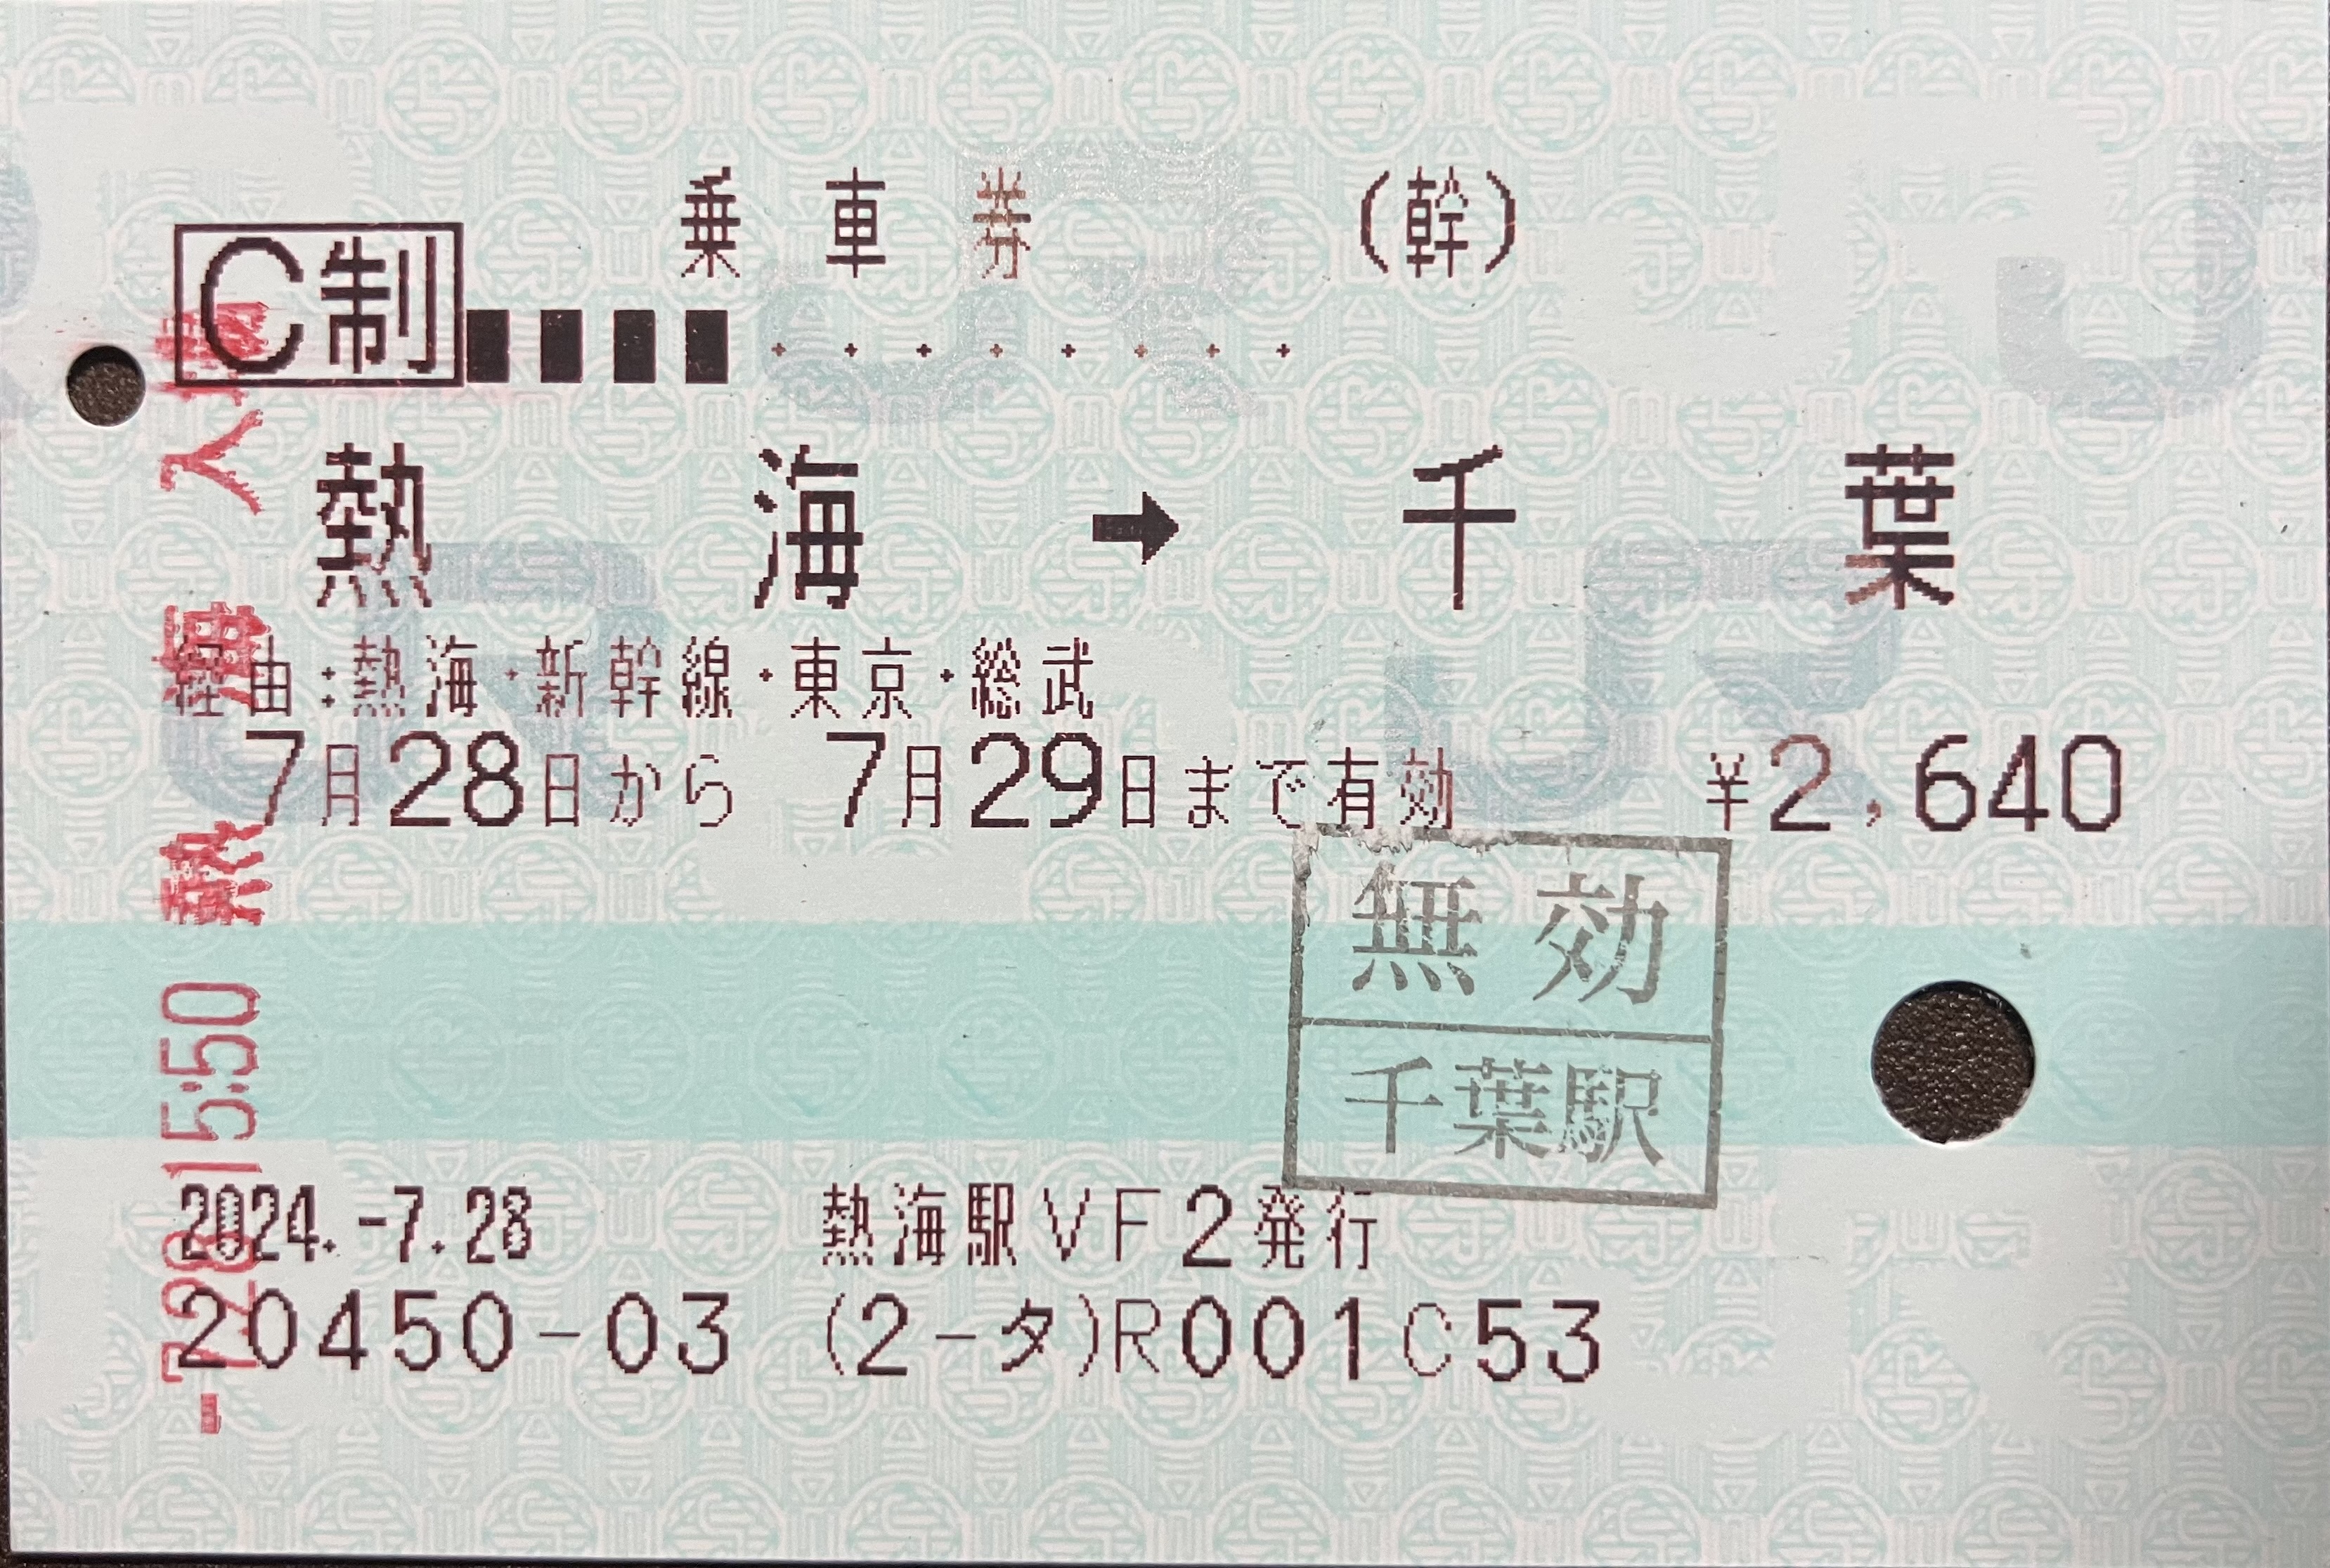 乗車券 (幹)
C制
熱海→千葉
経由:熱海・新幹線・東京・総武
7月28日から 7月29日まで有効 ¥2,640
無効
千葉駅
2024.-7.28 熱海駅VF2発行
20450-03 (2-タ)R001C53
-7.28 15:50 熱海 入場